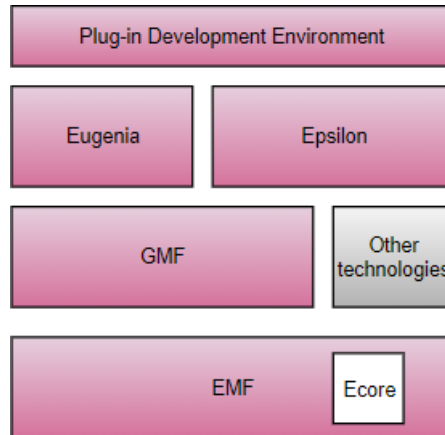 Plug-in Development Environment
Eugenia
Epsilon
GMF
Other
technologies
EMF
Ecore